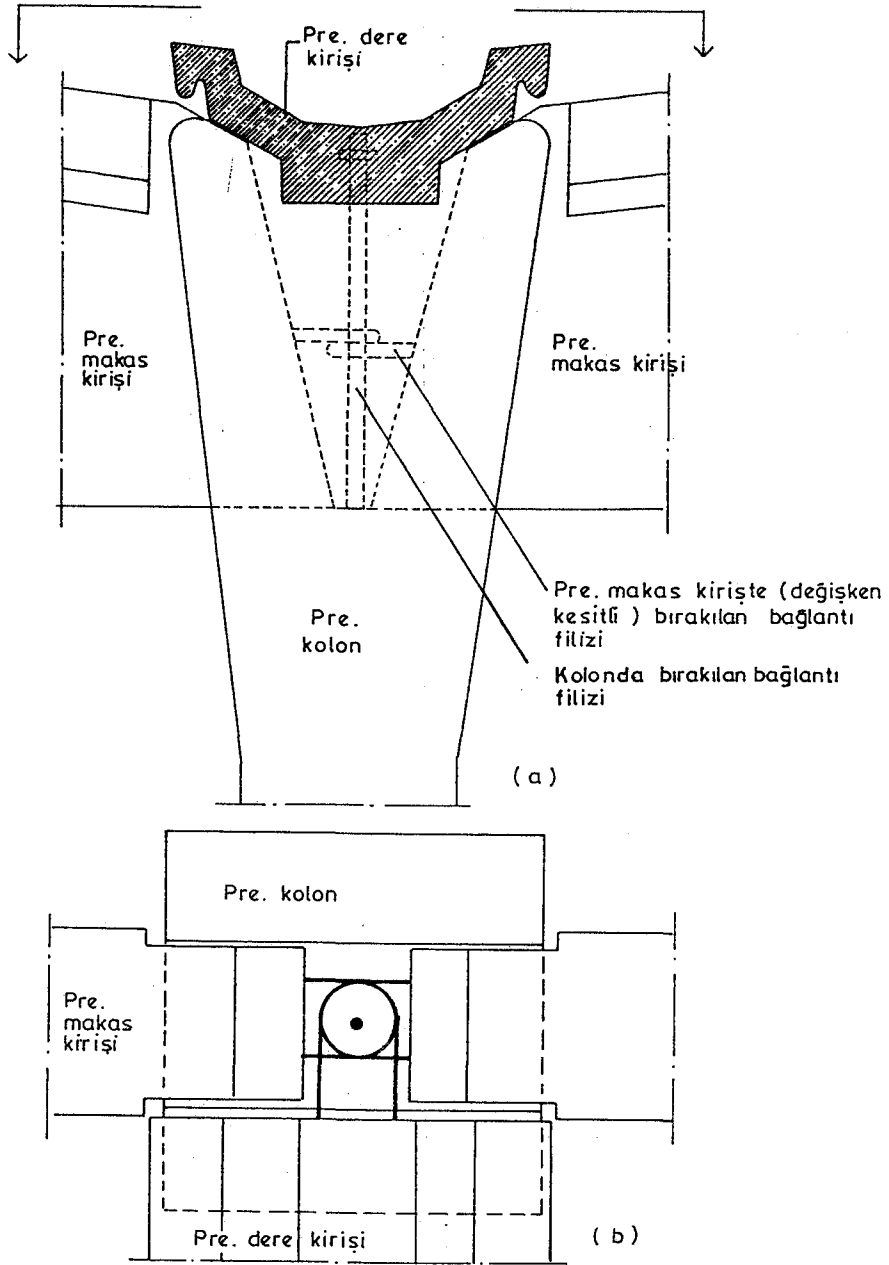 Pre. dere
kirişi
Pre.
makas
kirişi
Pre.
makas kirişi
Pre. makas kirişte (değişken
kesitli ) bırakılan bağlantı
filizi
Pre.
kolon
Kolonda bırakılan bağlantı
filizi
( a )
Pre. kolon
Pre.
makas
kirişi
Pre. dere kirişi
( b )